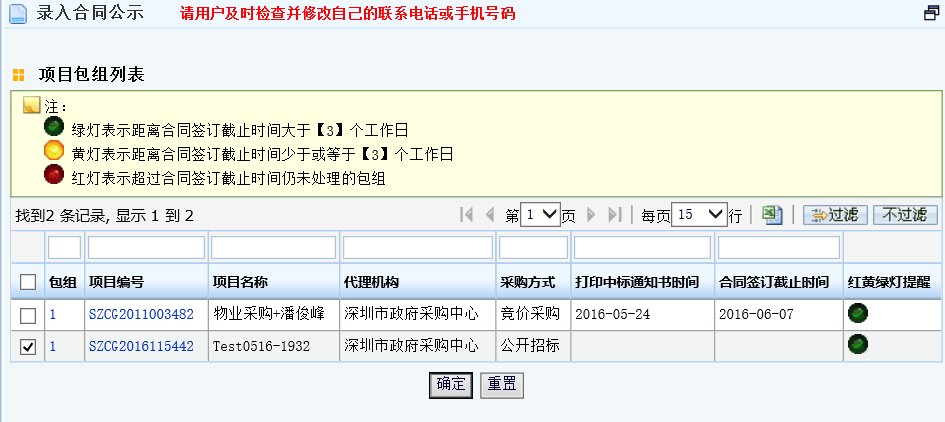 录入合同公示 请用户及时检查并修改自己的联系电话或手机号码
项目包组列表
注：
绿灯表示距离合同签订截止时间大于【3】个工作日
黄灯表示距离合同签订截止时间少于或等于【3】个工作日
红灯表示超过合同签订截止时间仍未处理的包组
找到2 条记录, 显示 1 到 2 第 1 页 每页 15 行 过滤 不过滤
包组 项目编号 项目名称 代理机构 采购方式 打印中标通知书时间 合同签订截止时间 红黄绿灯提醒
1 SZCG2011003482 物业采购+潘俊峰 深圳市政府采购中心 竞价采购 2016-05-24 2016-06-07
1 SZCG2016115442 Test0516-1932 深圳市政府采购中心 公开招标
确定 重置